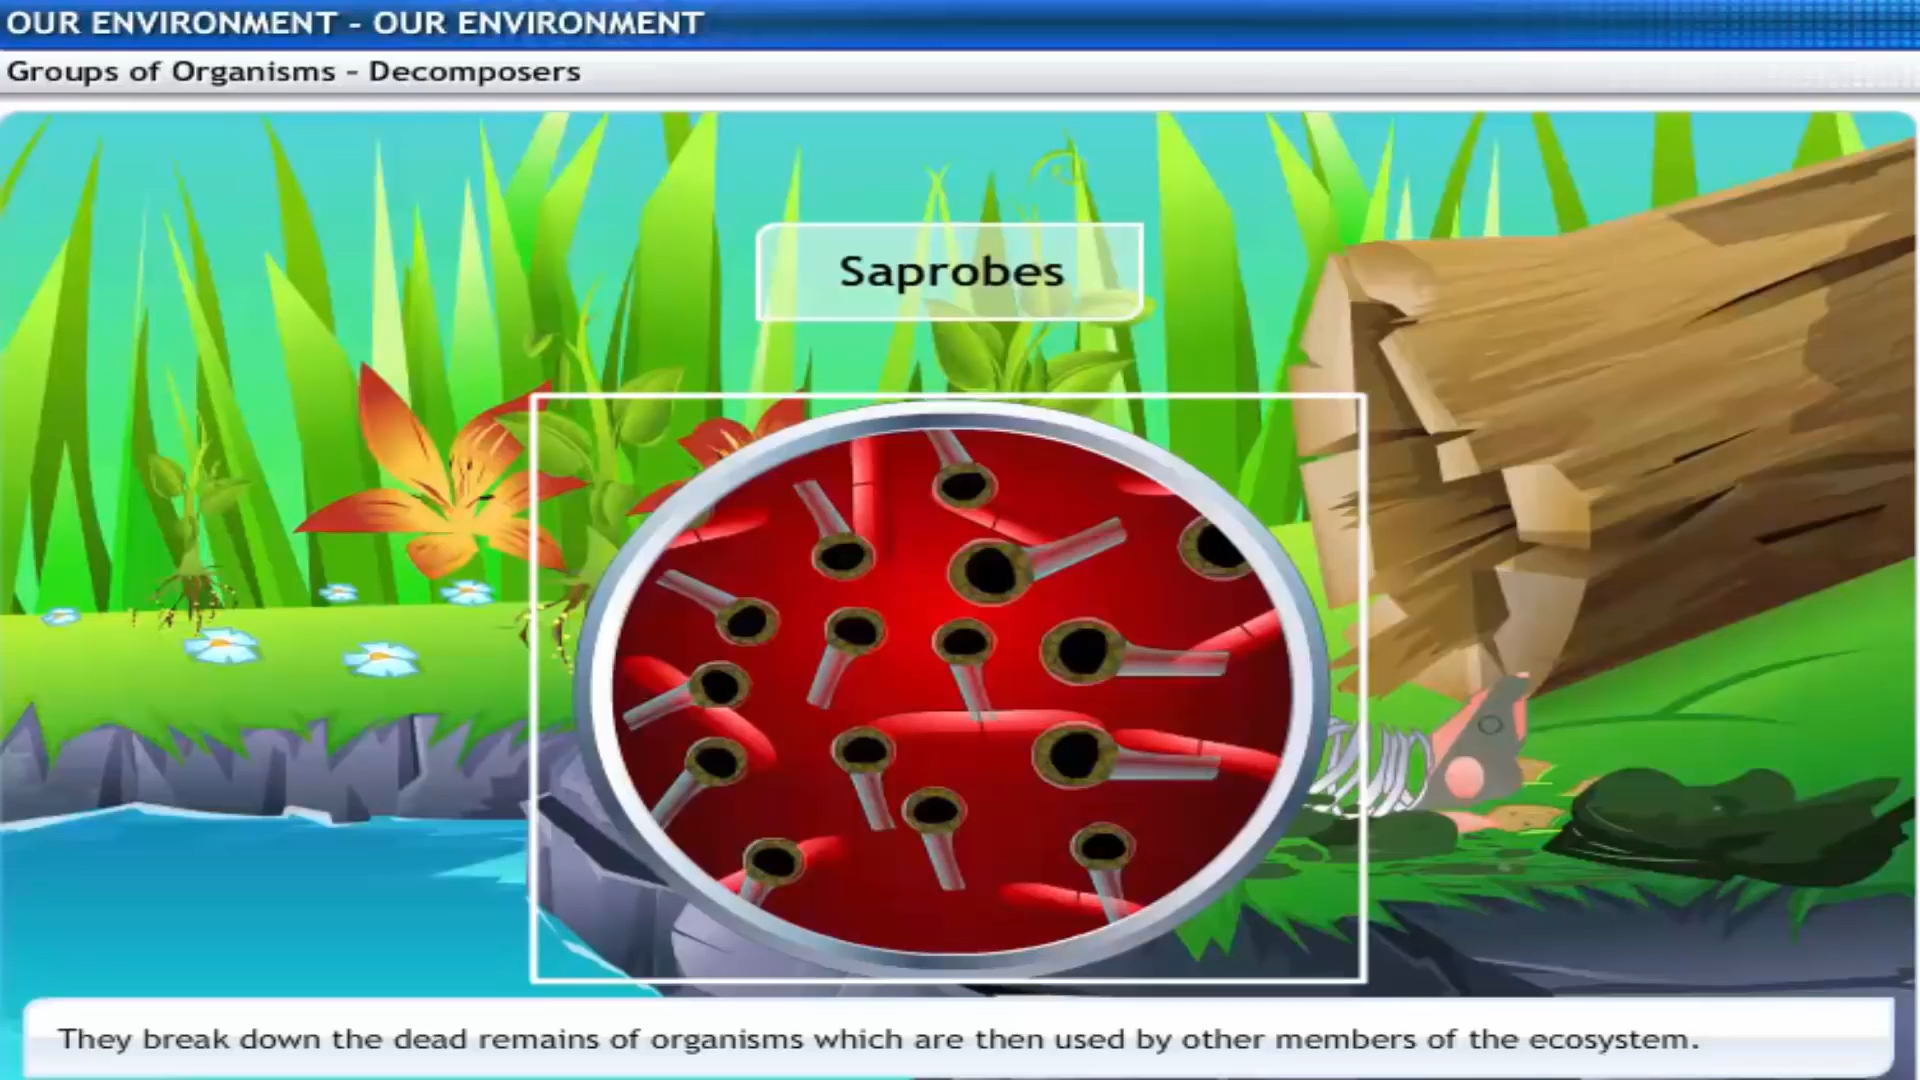 OUR ENVIRONMENT - OUR ENVIRONMENT
Groups of Organisms - Decomposers
Saprobes
They break down the dead remains of organisms which are then used by other members of the ecosystem.